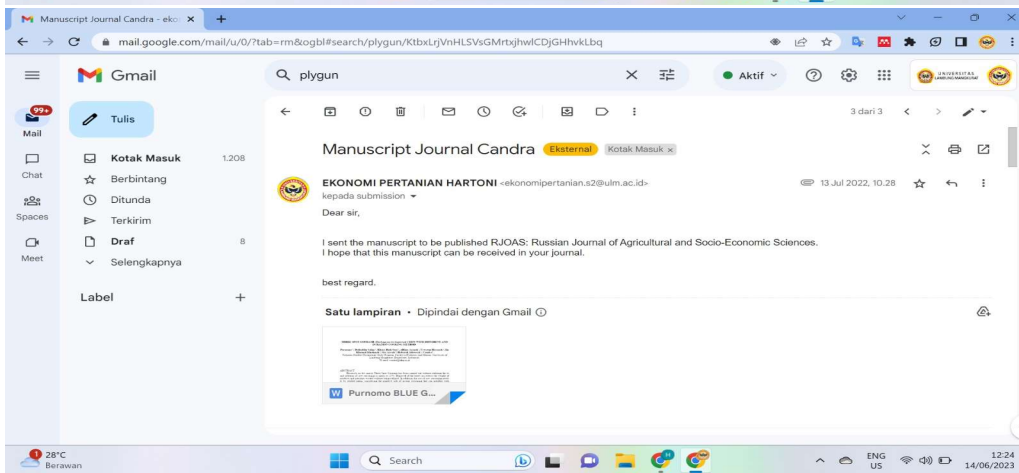 Manuscript Journal Candra - eko
mail.google.com/mail/u/0/?tab=rm&ogbl#search/plygun/KtbxLrjVnHLSVsGMrtxjhwlCDjGHhvkLbq
Gmail
plygun
Aktif
UNIVERSITAS
LAMBUNG MANGKURAT
99+
Mail
Chat
Spaces
Meet
Tulis
Kotak Masuk 1.208
Berbintang
Ditunda
Terkirim
Draf 8
Selengkapnya
Label
3 dari 3
Manuscript Journal Candra Eksternal Kotak Masuk x
EKONOMI PERTANIAN HARTONI <ekonomipertanian.s2@ulm.ac.id> 13 Jul 2022, 10.28
kepada submission
Dear sir,
I sent the manuscript to be published RJOAS: Russian Journal of Agricultural and Socio-Economic Sciences.
I hope that this manuscript can be received in your journal.
best regard.
Satu lampiran • Dipindai dengan Gmail
W Purnomo BLUE G...
1 28°C
Berawan
Search
ENG
US
12:24
14/06/2023